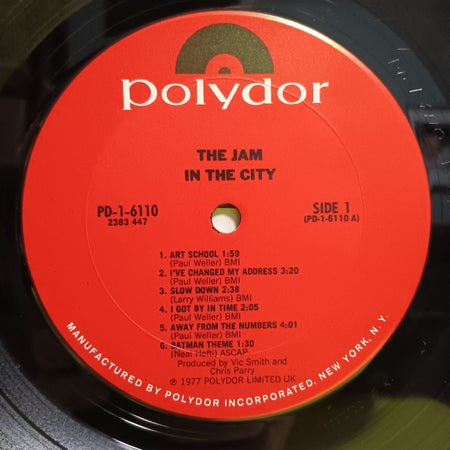 polydor
THE JAM
IN THE CITY
PD-1-6110
2383 447
SIDE 1
(PD-1-6110 A)
1. ART SCHOOL 1:59
(Paul Weller) BMI
2. I'VE CHANGED MY ADDRESS 3:20
(Paul Weller) BMI
3. SLOW DOWN 2:38
(Larry Williams) BMI
4. I GOT BY IN TIME 2:05
(Paul Weller) BMI
5. AWAY FROM THE NUMBERS 4:01
(Paul Weller) BMI
6. BATMAN THEME 1:30
(Neal Hefti) ASCAP
Produced by Vic Smith and
Chris Parry
℗ 1977 POLYDOR LIMITED UK
MANUFACTURED BY POLYDOR INCORPORATED, NEW YORK, N.Y.